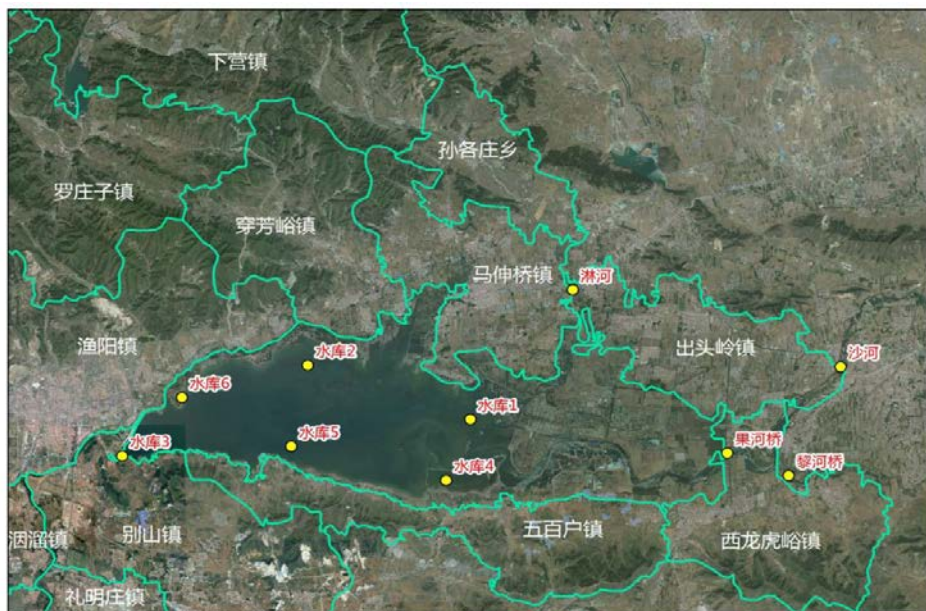 下营镇
孙各庄乡
罗庄子镇
穿芳峪镇
马伸桥镇
淋河
渔阳镇
水库2
出头岭镇
沙河
水库6
水库1
水库3
水库5
果河桥
水库4
黎河桥
洇溜镇
别山镇
五百户镇
西龙虎峪镇
礼明庄镇